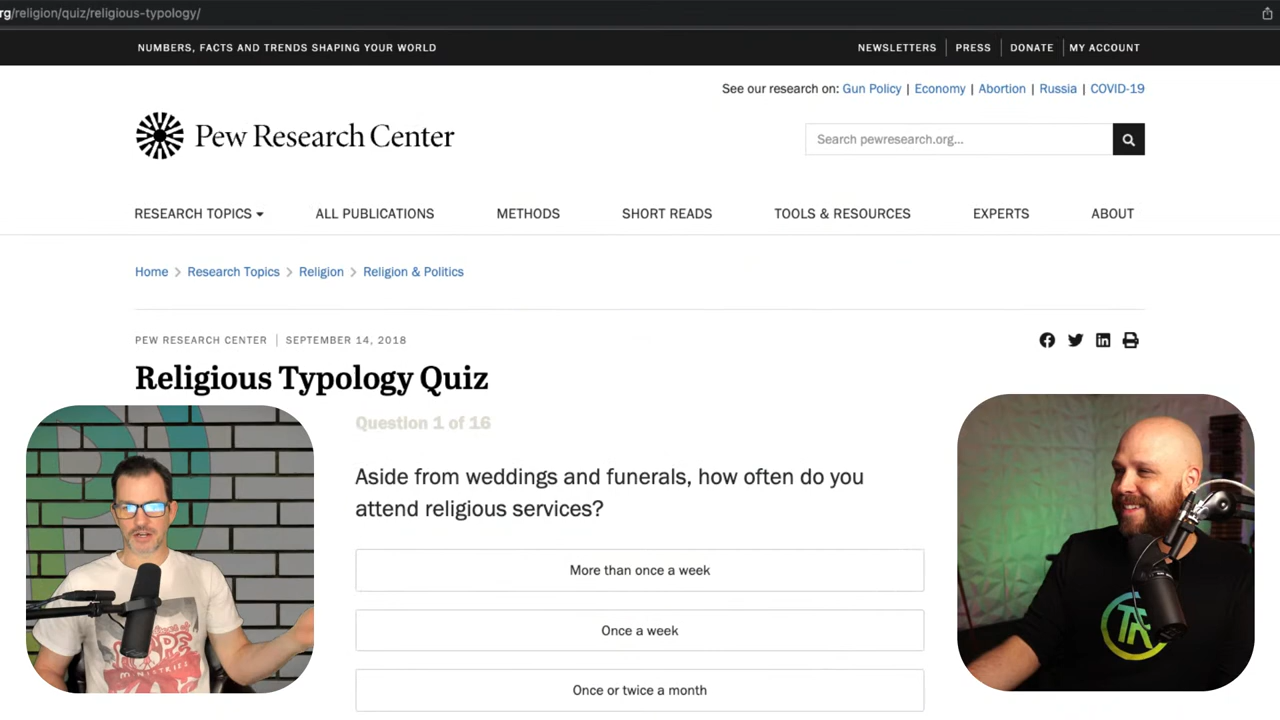 rg/religion/quiz/religious-typology/
NUMBERS, FACTS AND TRENDS SHAPING YOUR WORLD
NEWSLETTERS | PRESS | DONATE | MY ACCOUNT
See our research on: Gun Policy | Economy | Abortion | Russia | COVID-19
Pew Research Center
Search pewresearch.org...
RESEARCH TOPICS ALL PUBLICATIONS METHODS SHORT READS TOOLS & RESOURCES EXPERTS ABOUT
Home > Research Topics > Religion > Religion & Politics
PEW RESEARCH CENTER | SEPTEMBER 14, 2018
Religious Typology Quiz
Question 1 of 16
Aside from weddings and funerals, how often do you
attend religious services?
More than once a week
Once a week
Once or twice a month
MINISTRIES
TR